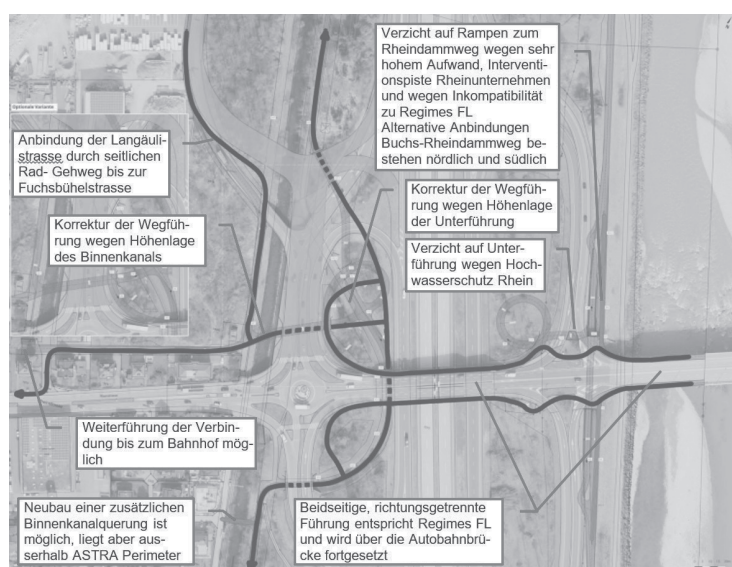 Verzicht auf Rampen zum
Rheindammweg wegen sehr
hohem Aufwand, Interventi-
onspiste Rheinunternehmen
und wegen Inkompatibilität
zu Regimes FL
Alternative Anbindungen
Buchs-Rheindammweg be-
stehen nördlich und südlich
Optionale Variante
Anbindung der Langäuli-
strasse durch seitlichen
Rad- Gehweg bis zur
Fuchsbühelstrasse
Korrektur der Wegfüh-
rung wegen Höhenlage
der Unterführung
Korrektur der Wegfüh-
rung wegen Höhenlage
des Binnenkanals
Verzicht auf Unter-
führung wegen Hoch-
wasserschutz Rhein
Weiterführung der Verbin-
dung bis zum Bahnhof mög-
lich
Neubau einer zusätzlichen
Binnenkanalquerung ist
möglich, liegt aber aus-
serhalb ASTRA Perimeter
Beidseitige, richtungsgetrennte
Führung entspricht Regimes FL
und wird über die Autobahnbrü-
cke fortgesetzt